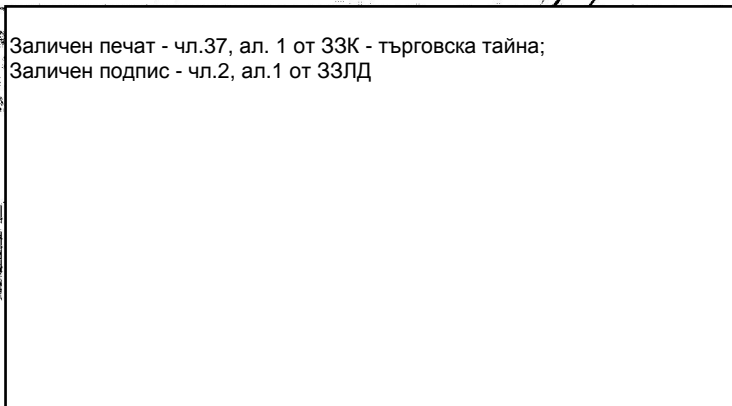 Заличен печат - чл.37, ал. 1 от ЗЗК - търговска тайна;
Заличен подпис - чл.2, ал.1 от ЗЗЛД